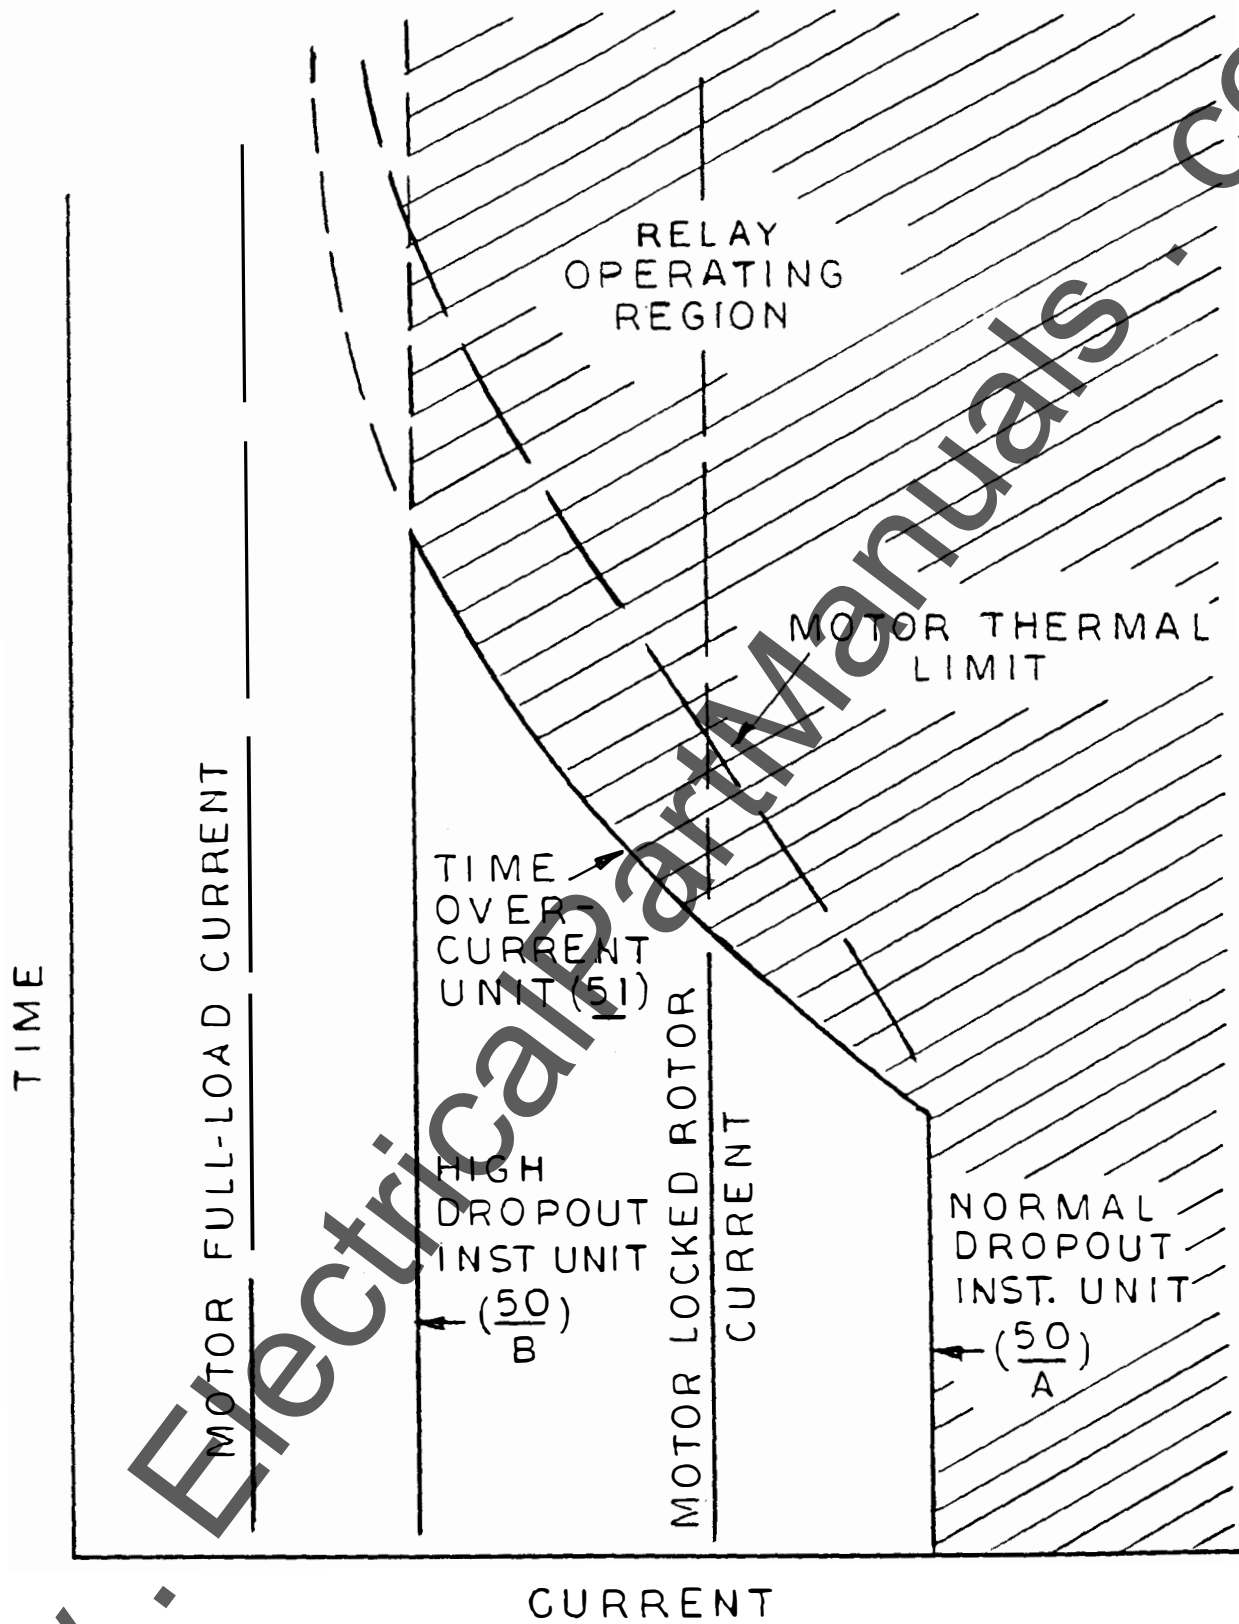 RELAY
OPERATING
REGION
MOTOR THERMAL
LIMIT
TIME
OVER-
CURRENT
UNIT (51)
HIGH
DROPOUT
INST UNIT
(50/B)
NORMAL
DROPOUT
INST. UNIT
(50/A)
MOTOR FULL-LOAD CURRENT
MOTOR LOCKED ROTOR
CURRENT
TIME
CURRENT
. ElectricalPartManuals . co